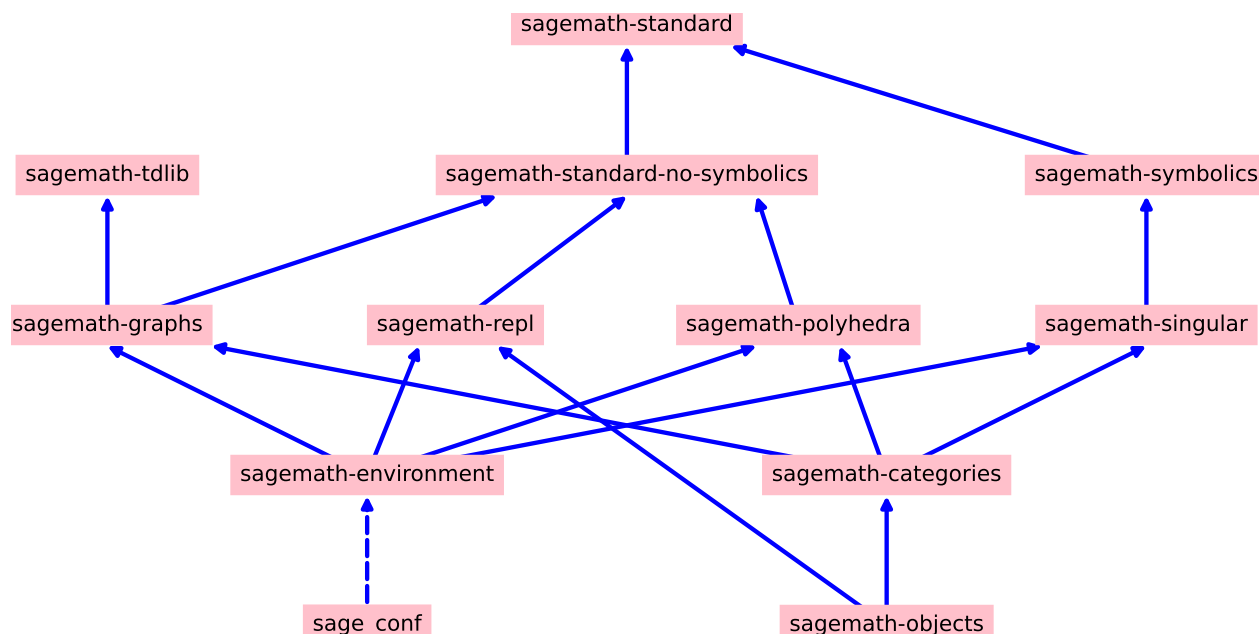 sagemath-standard
sagemath-tdlib
sagemath-standard-no-symbolics
sagemath-symbolics
sagemath-graphs
sagemath-repl
sagemath-polyhedra
sagemath-singular
sagemath-environment
sagemath-categories
sage_conf
sagemath-objects